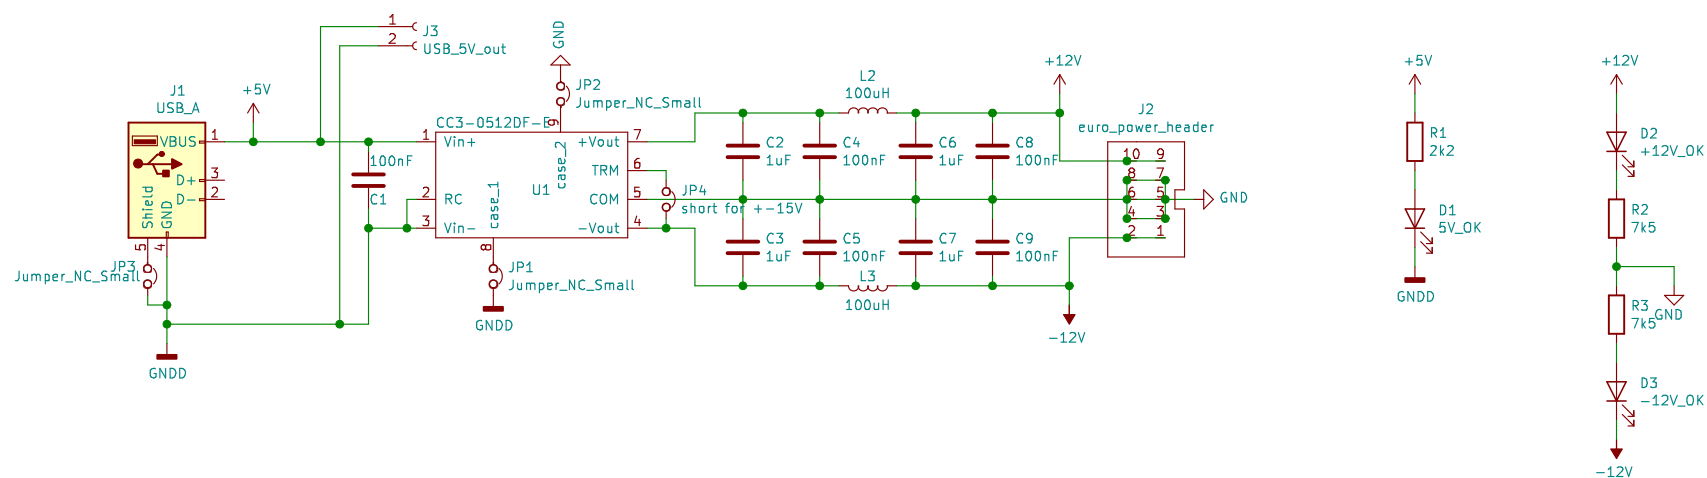 1
J3
2
USB_5V_out
GND
J1
USB_A
+5V
JP2
Jumper_NC_Small
L2
100uH
+12V
J2
euro_power_header
+5V
+12V
CC3-0512DF-E
9
VBUS
1
1
Vin+
case_2
+Vout
7
C2
1uF
C4
100nF
C6
1uF
C8
100nF
10
9
R1
2k2
D2
+12V_OK
100nF
TRM
6
D+
3
8
7
D-
2
C1
2
RC
case_1
U1
COM
5
JP4
short for +-15V
6
5
GND
Shield
GND
4
3
D1
5V_OK
R2
7k5
3
Vin-
-Vout
4
C3
1uF
C5
100nF
C7
1uF
C9
100nF
2
1
5
4
8
JP3
Jumper_NC_Small
JP1
Jumper_NC_Small
L3
100uH
GNDD
R3
7k5
GND
GNDD
-12V
GNDD
D3
-12V_OK
-12V